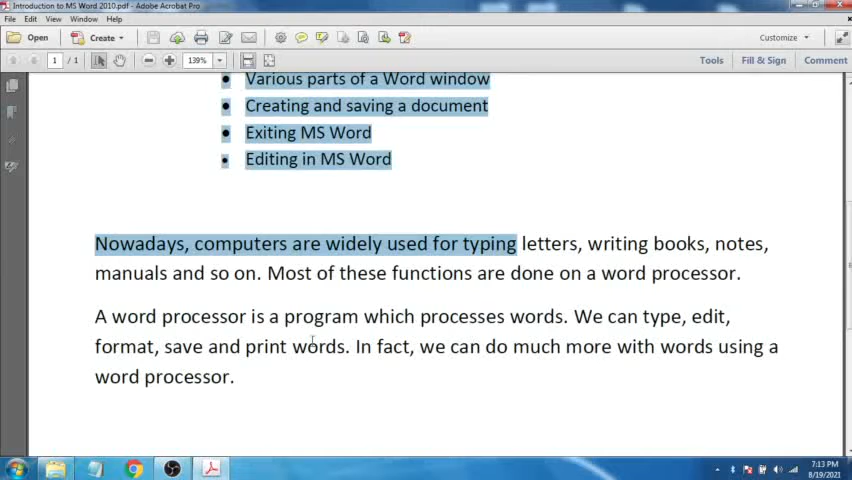 Introduction to MS Word 2010.pdf - Adobe Acrobat Pro
File Edit View Window Help
Open Create Customize
1 / 1 139% Tools Fill & Sign Comment
• Various parts of a Word window
• Creating and saving a document
• Exiting MS Word
• Editing in MS Word
Nowadays, computers are widely used for typing letters, writing books, notes,
manuals and so on. Most of these functions are done on a word processor.
A word processor is a program which processes words. We can type, edit,
format, save and print words. In fact, we can do much more with words using a
word processor.
7:13 PM
8/19/2021